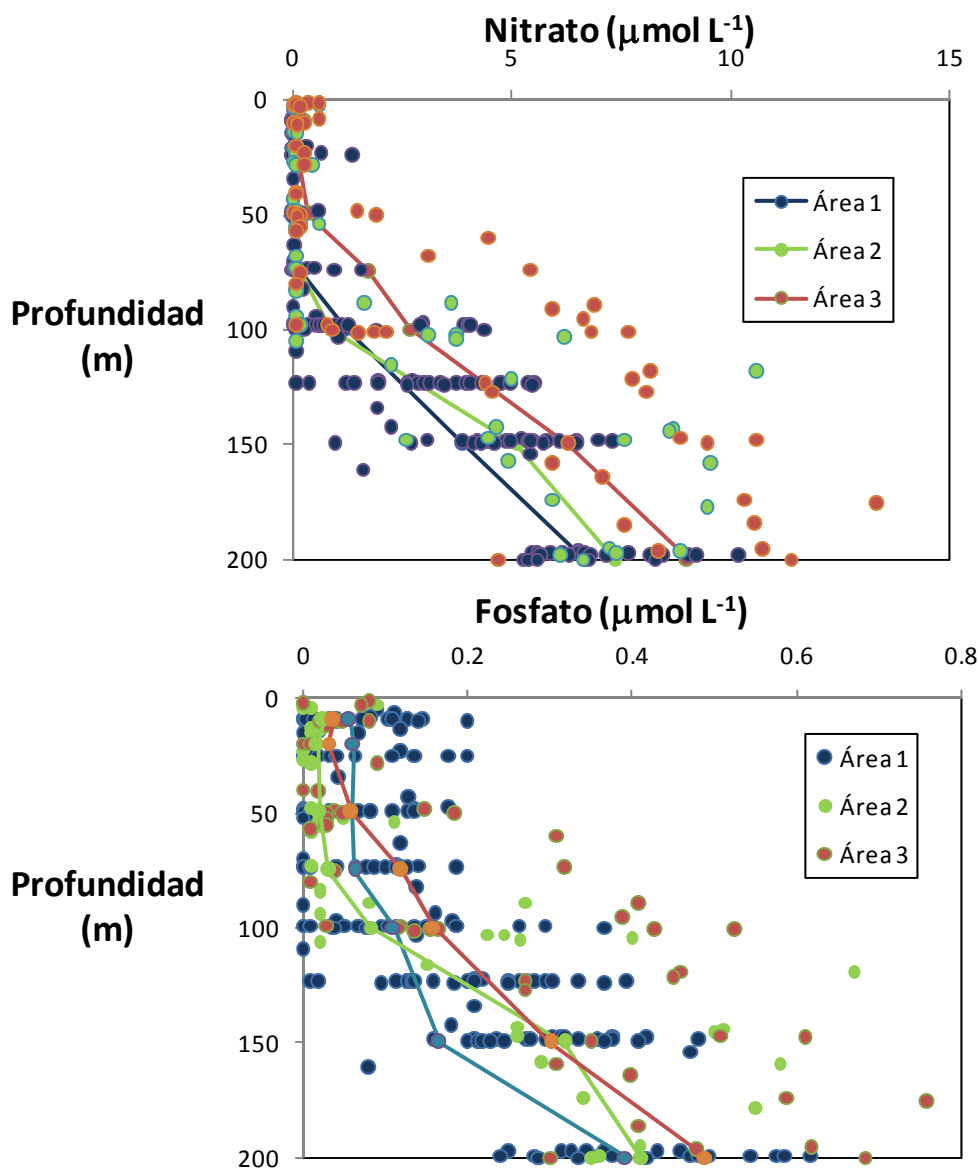 Nitrato (μmol L-1)
0 5 10 15
0
50
100
150
200
Profundidad
(m)
Área 1
Área 2
Área 3
Fosfato (μmol L-1)
0 0.2 0.4 0.6 0.8
0
50
100
150
200
Profundidad
(m)
Área 1
Área 2
Área 3